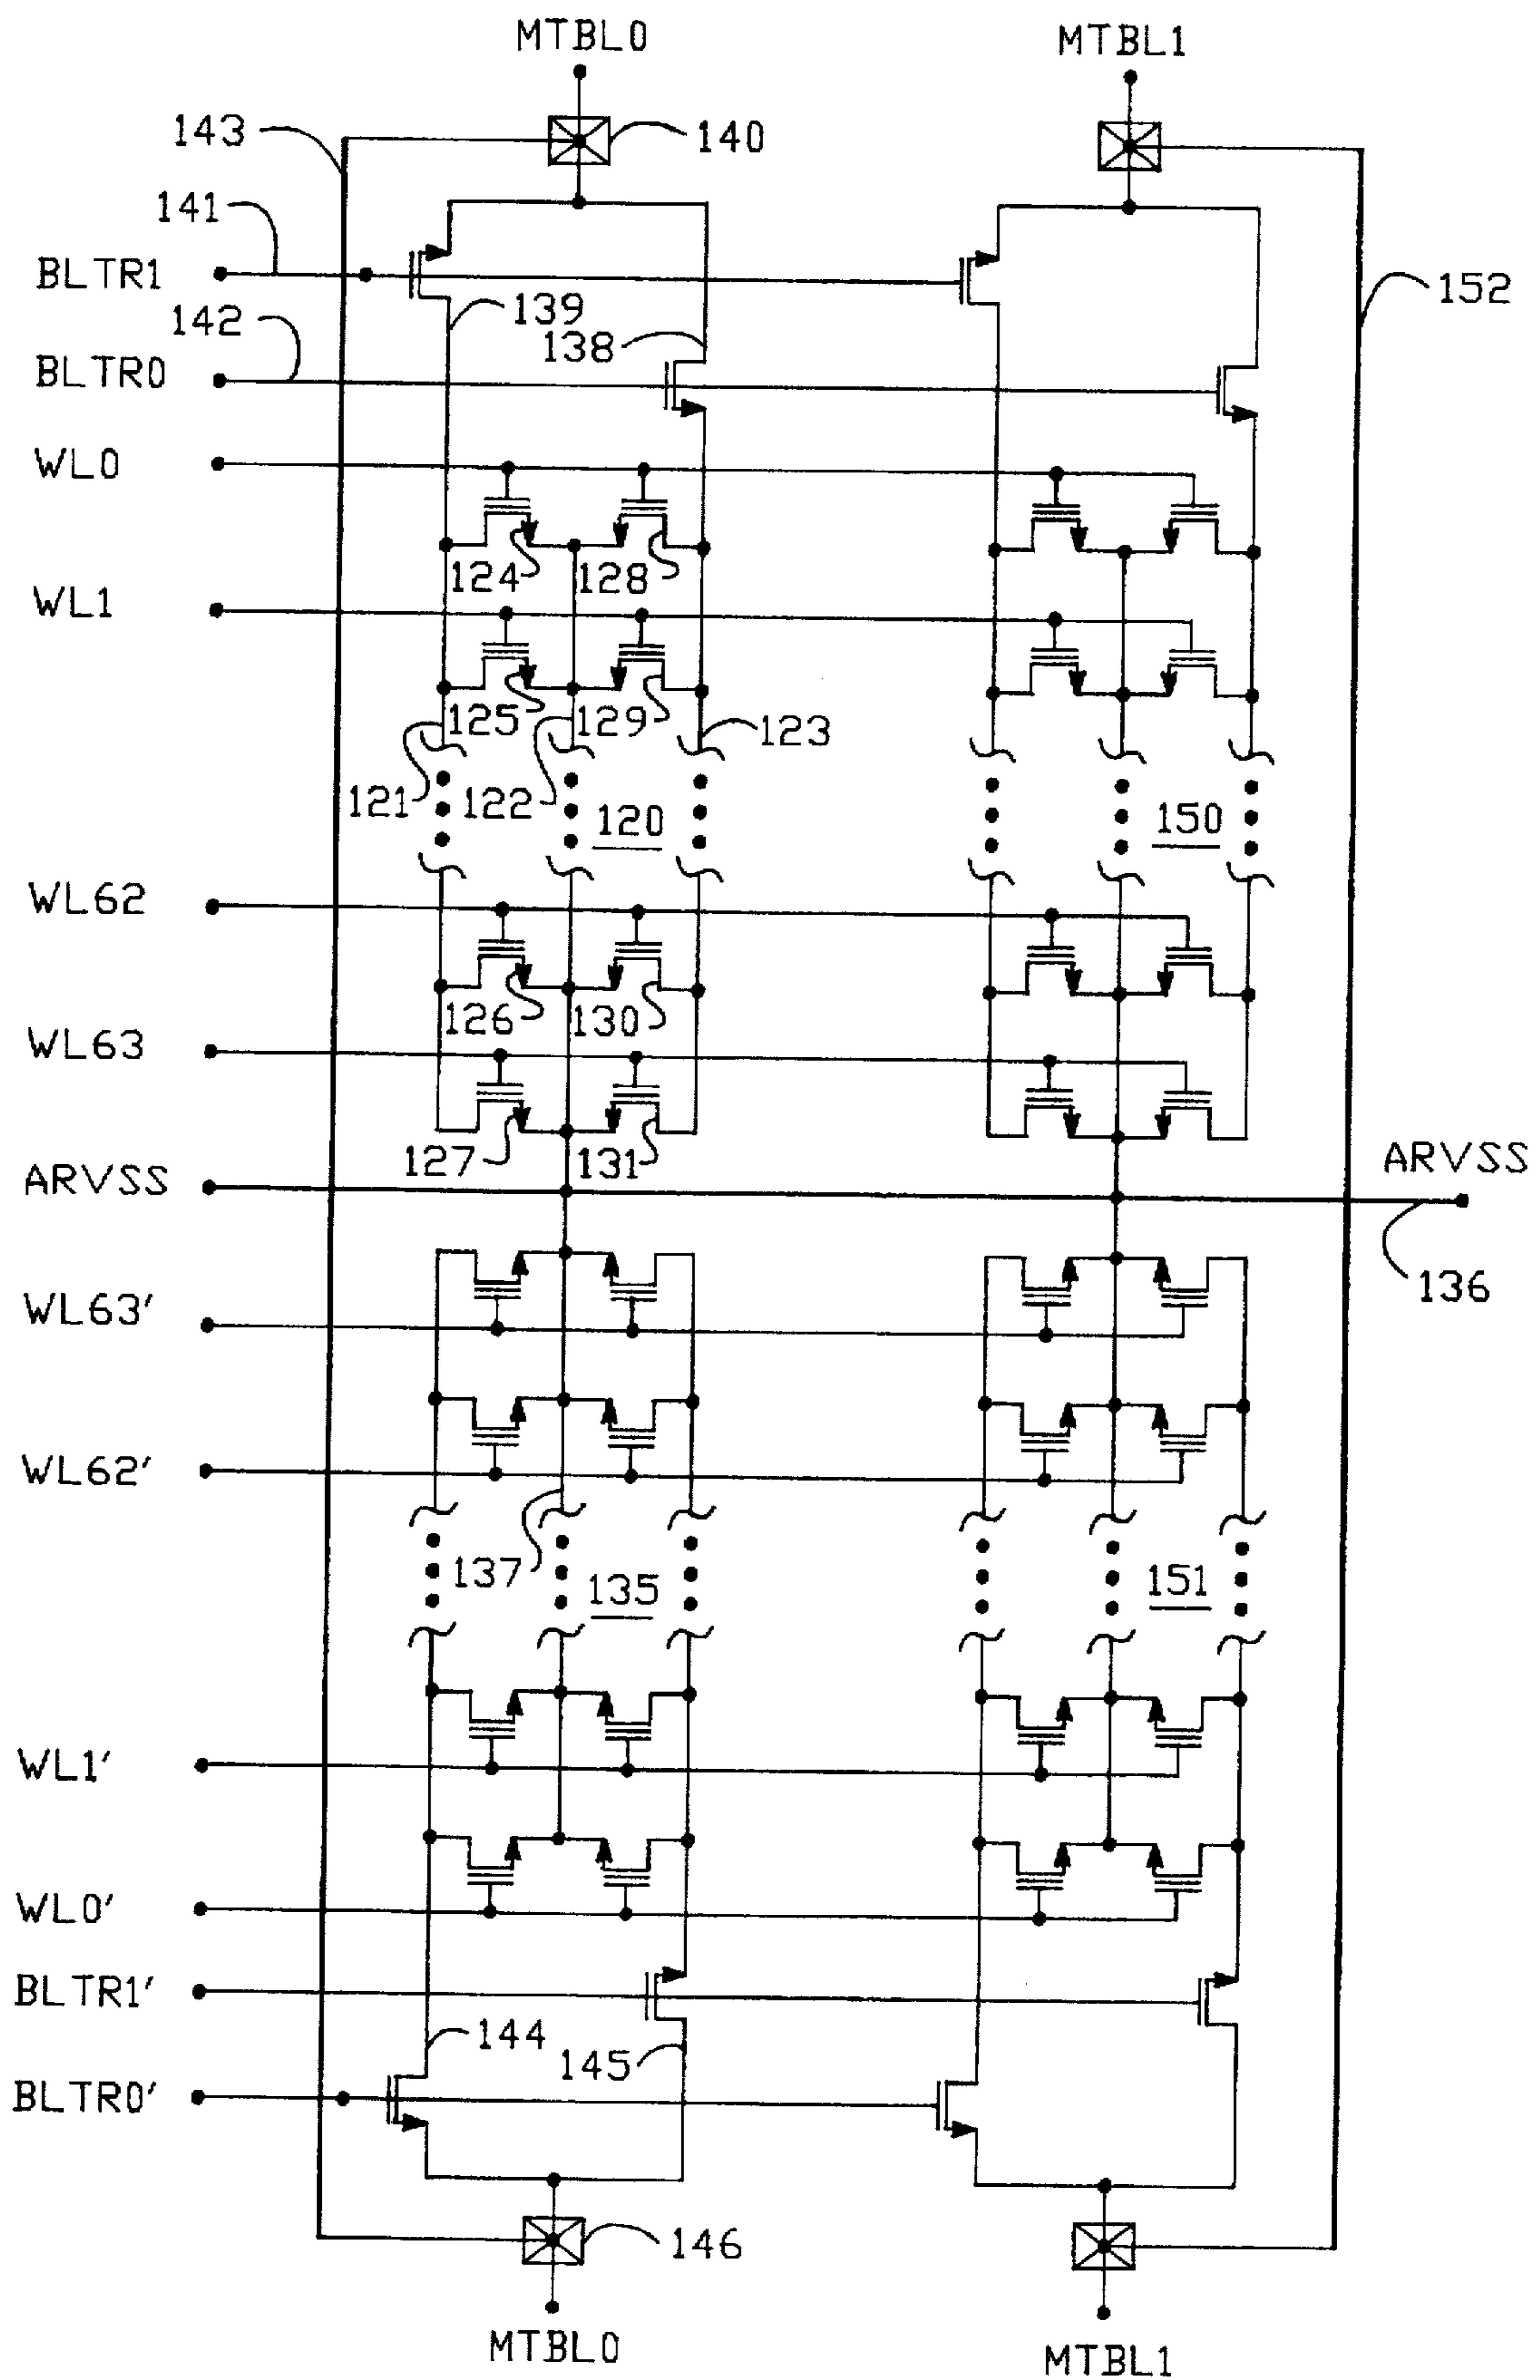 MTBL0 MTBL1
143 140
141
BLTR1 152
142 139
BLTR0 138
WL0
124 128
WL1
125 129 123
121 122 120 150
WL62
126 130
WL63
127 131
ARVSS ARVSS
WL63' 136
WL62'
137 135 151
WL1'
WL0'
BLTR1'
144 145
BLTR0'
146
MTBL0 MTBL1